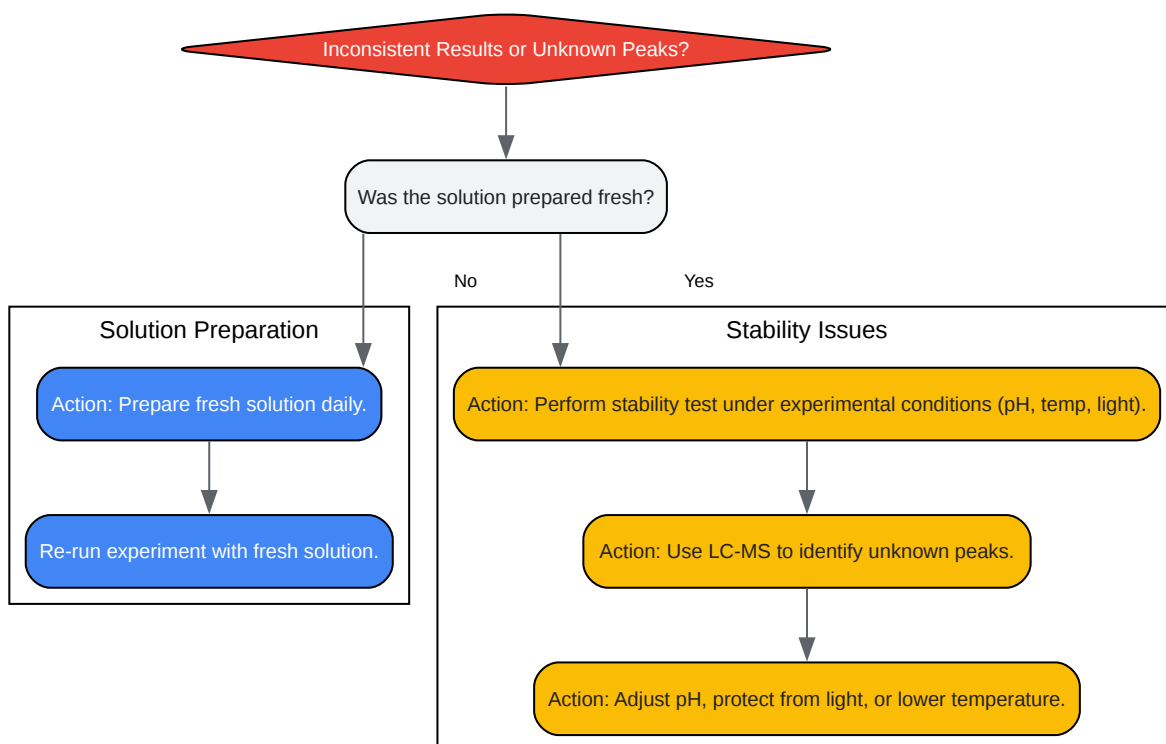 Inconsistent Results or Unknown Peaks?
Was the solution prepared fresh?
No
Yes
Solution Preparation
Action: Prepare fresh solution daily.
Re-run experiment with fresh solution.
Stability Issues
Action: Perform stability test under experimental conditions (pH, temp, light).
Action: Use LC-MS to identify unknown peaks.
Action: Adjust pH, protect from light, or lower temperature.